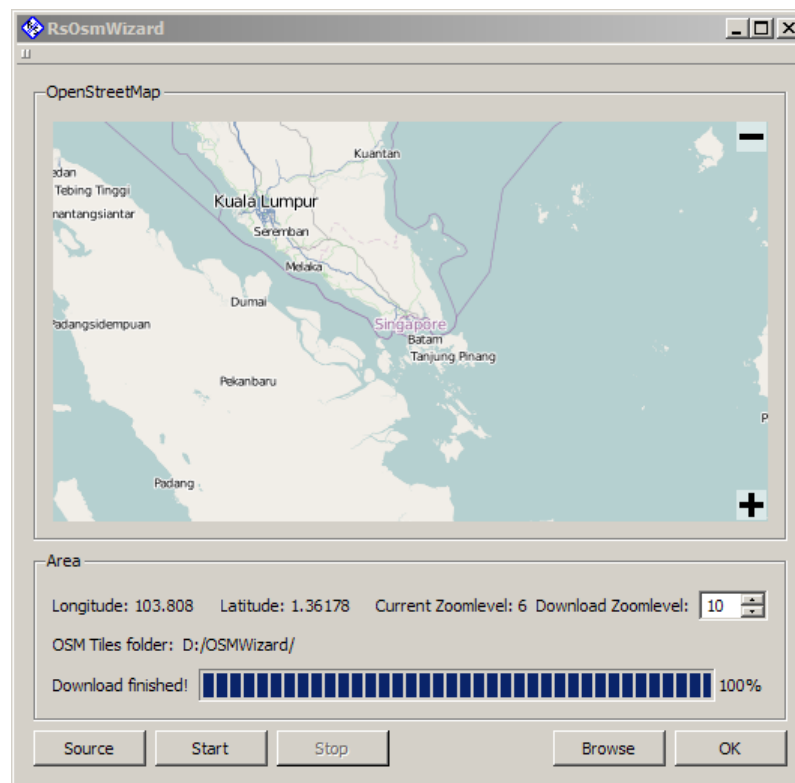 RsOsmWizard
OpenStreetMap
Kuantan
edan
Tebing Tinggi
Kuala Lumpur
mantangsiantar
Seremban
Melaka
Dumai
Padangsidempuan
Singapore
Batam
Tanjung Pinang
Pekanbaru
P
Padang
Area
Longitude: 103.808 Latitude: 1.36178 Current Zoomlevel: 6 Download Zoomlevel: 10
OSM Tiles folder: D:/OSMWizard/
Download finished! 100%
Source Start Stop Browse OK